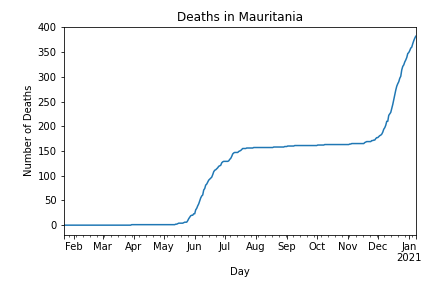 Deaths in Mauritania
Number of Deaths
400
350
300
250
200
150
100
50
0
Feb Mar Apr May Jun Jul Aug Sep Oct Nov Dec Jan
2021
Day